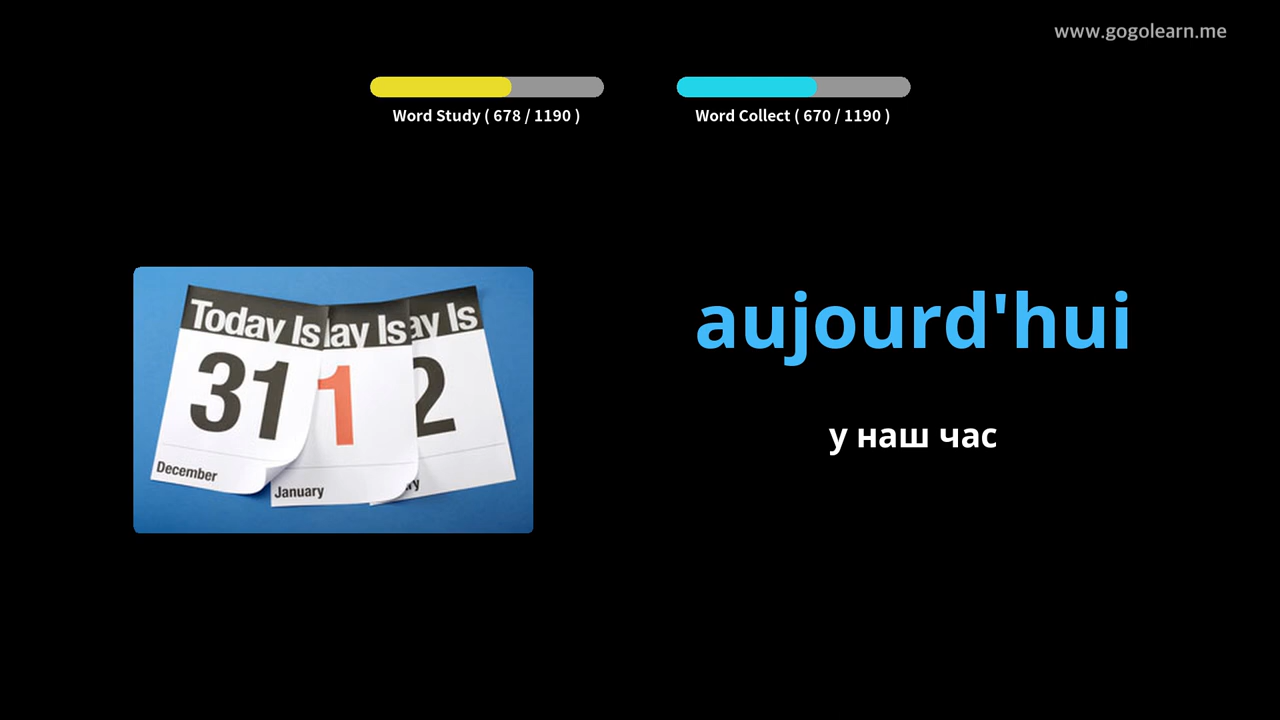 www.gogolearn.me
Word Study ( 678 / 1190 )
Word Collect ( 670 / 1190 )
Today Is
day Is
ay Is
31
1
2
December
January
ry
aujourd'hui
у наш час